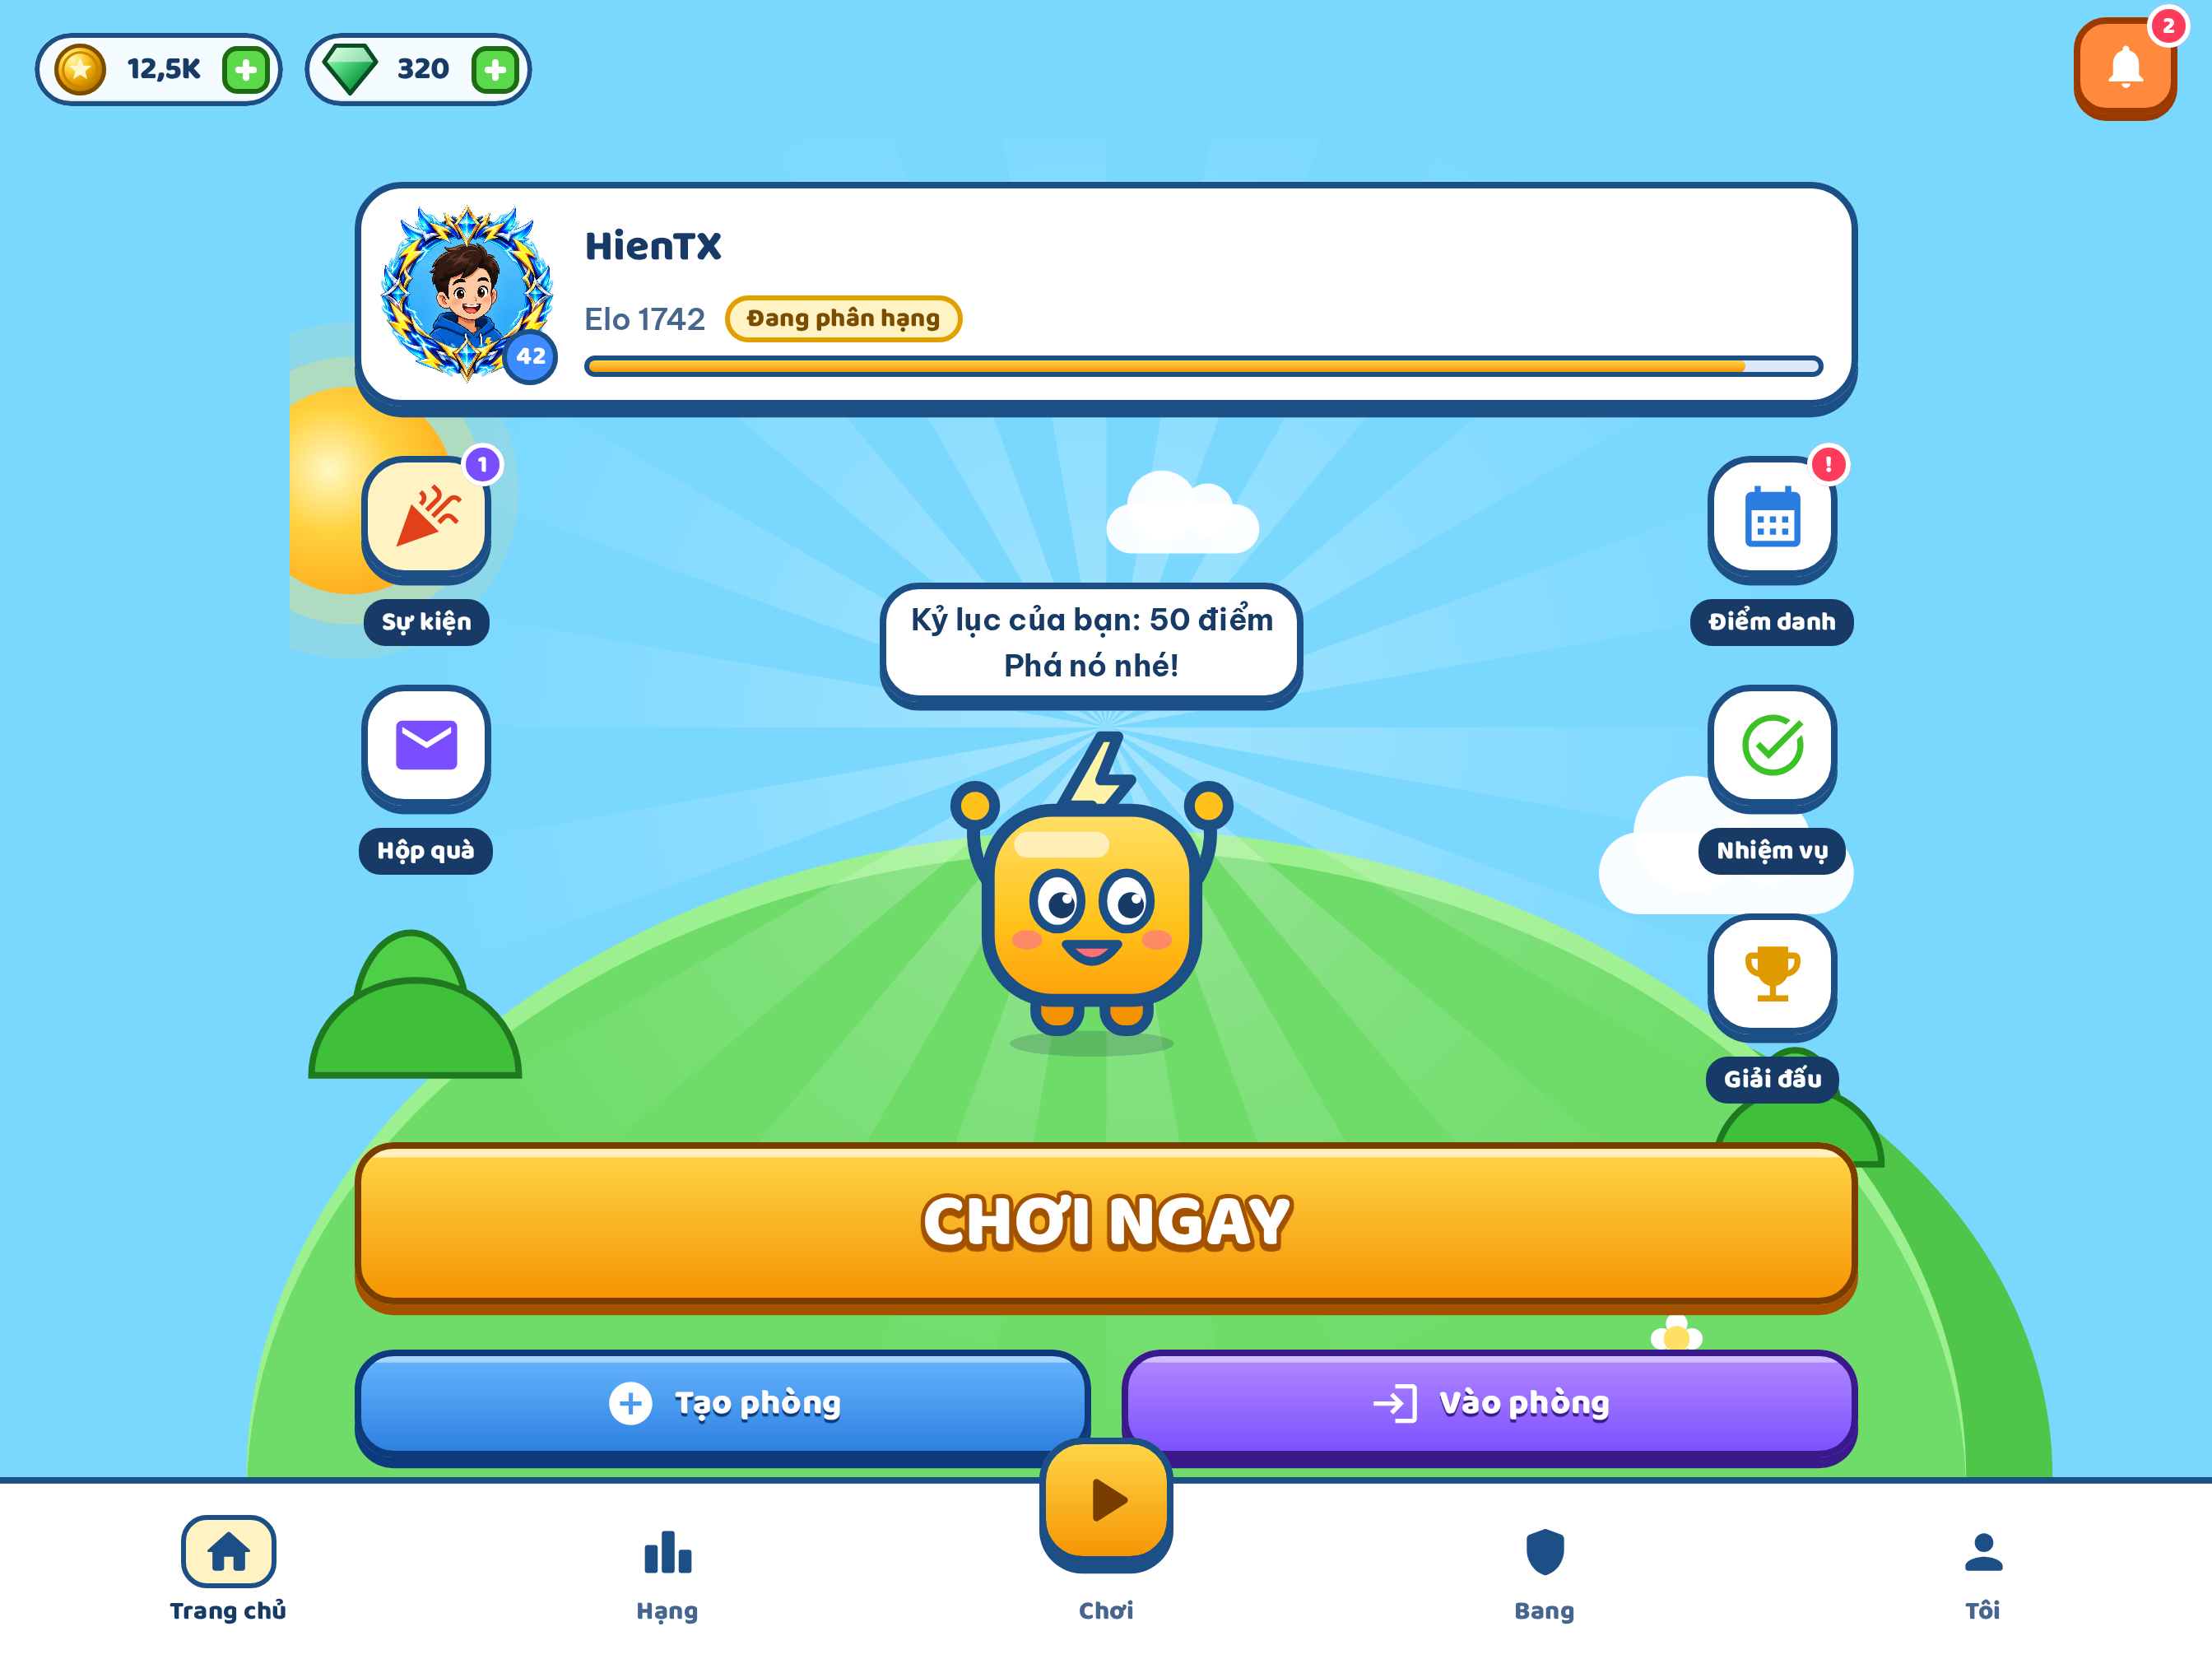 12,5K
320
2
HienTX
Elo 1742
Đang phân hạng
42
1
!
Sự kiện
Điểm danh
Kỷ lục của bạn: 50 điểm
Phá nó nhé!
Hộp quà
Nhiệm vụ
Giải đấu
CHƠI NGAY
Tạo phòng
Vào phòng
Trang chủ
Hạng
Chơi
Bang
Tôi